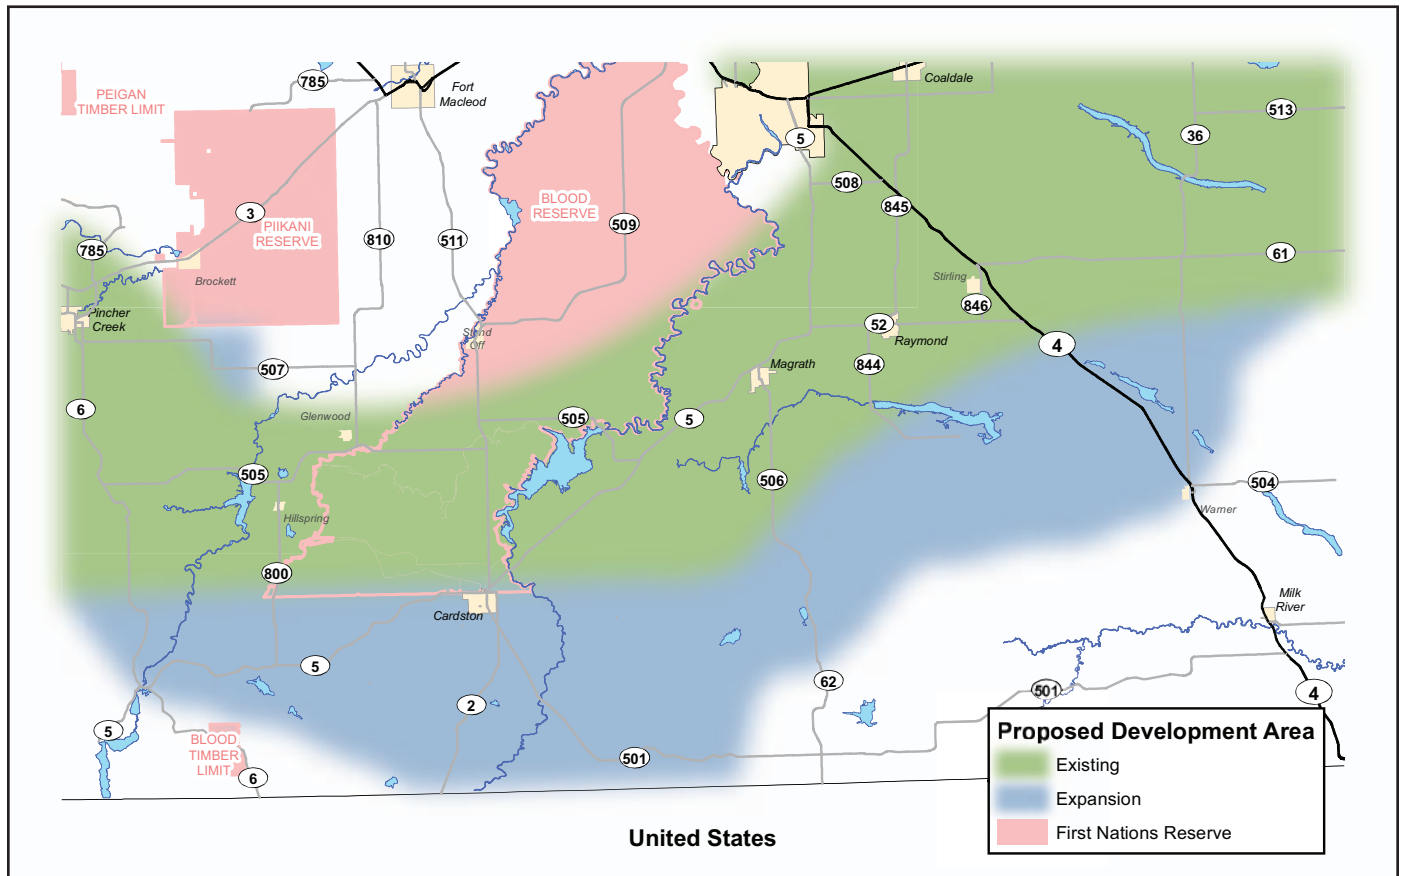 785
Fort
Macleod
Coaldale
PEIGAN
TIMBER LIMIT
513
36
5
508
BLOOD
RESERVE
845
3
PIIKANI
RESERVE
509
785
810
511
61
Brockett
Stirling
846
Pincher
Creek
Stand
Off
52
Raymond
4
507
Magrath
844
6
Glenwood
505
5
505
506
504
Hillspring
Warner
800
Cardston
Milk
River
5
2
62
501
4
5
BLOOD
TIMBER
LIMIT
6
501
Proposed Development Area
Existing
Expansion
First Nations Reserve
United States